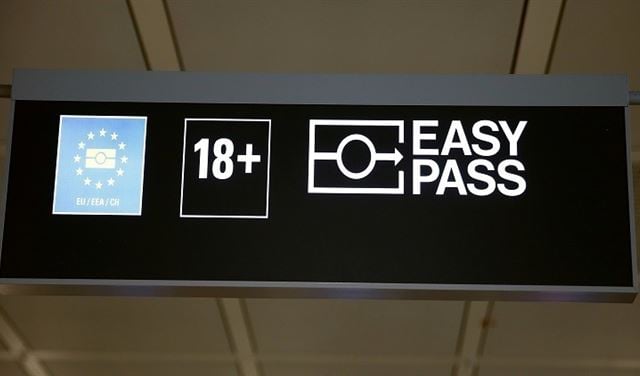 EU / EEA / CH
18+
EASY
PASS